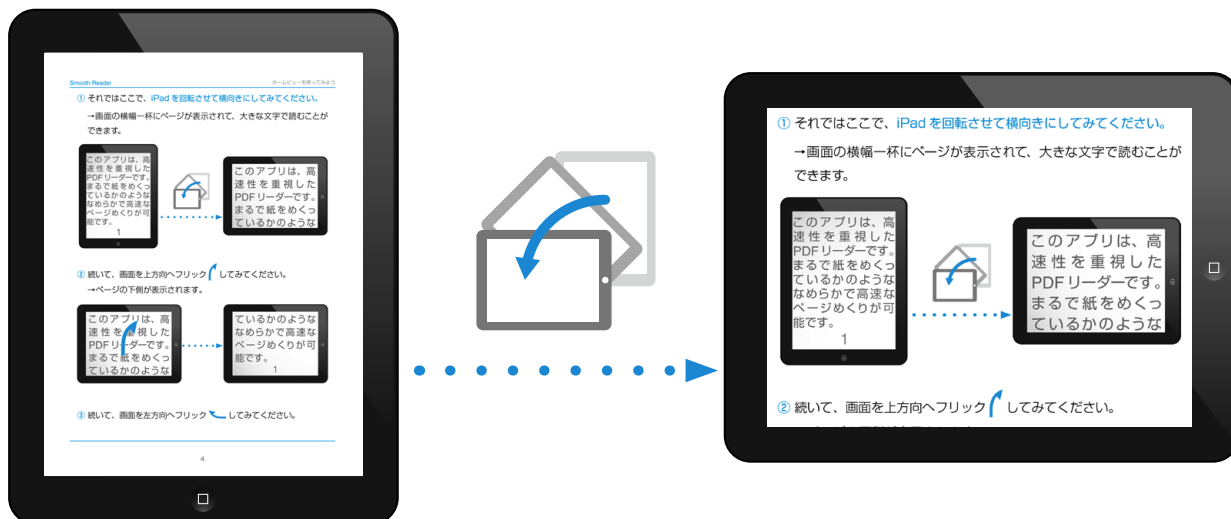 Smooth Reader
ホームビューを使ってみよう
① それではここで、iPad を回転させて横向きにしてみてください。
→画面の横幅一杯にページが表示されて、大きな文字で読むことが
できます。
このアプリは、高
速性を重視した
PDFリーダーです。
まるで紙をめくっ
ているかのような
なめらかで高速な
ページめくりが可
能です。
1
このアプリは、高
速性を重視した
PDFリーダーです。
まるで紙をめくっ
ているかのような
② 続いて、画面を上方向へフリック してみてください。
→ページの下側が表示されます。
このアプリは、高
速性を重視した
PDFリーダーです。
まるで紙をめくっ
ているかのような
ているかのような
なめらかで高速な
ページめくりが可
能です。
1
③ 続いて、画面を左方向へフリック してみてください。
4
① それではここで、iPad を回転させて横向きにしてみてください。
→画面の横幅一杯にページが表示されて、大きな文字で読むことが
できます。
このアプリは、高
速性を重視した
PDFリーダーです。
まるで紙をめくっ
ているかのような
なめらかで高速な
ページめくりが可
能です。
1
このアプリは、高
速性を重視した
PDFリーダーです。
まるで紙をめくっ
ているかのような
② 続いて、画面を上方向へフリック してみてください。